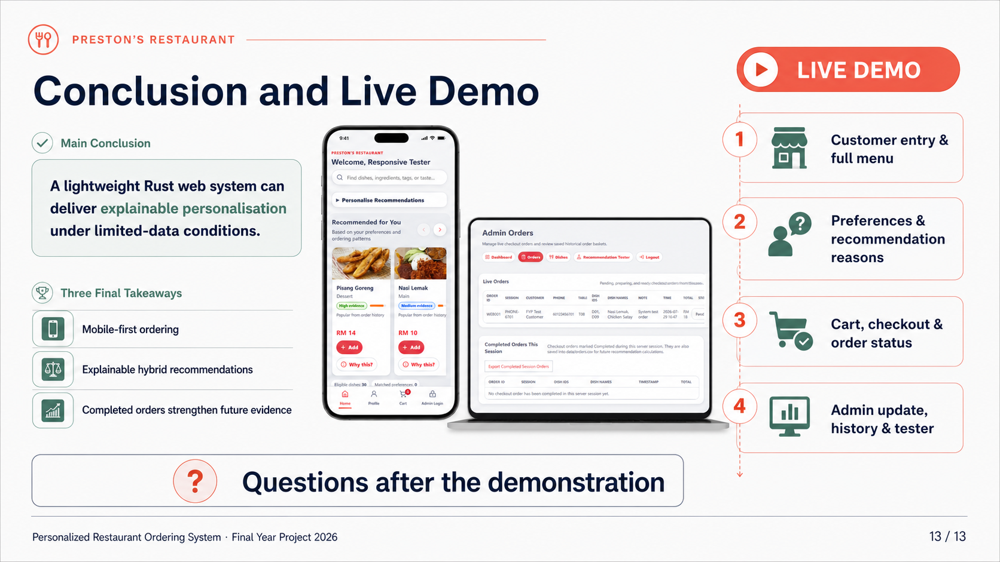 PRESTON'S RESTAURANT
Conclusion and Live Demo
Main Conclusion
A lightweight Rust web system can
deliver explainable personalisation
under limited-data conditions.
Three Final Takeaways
Mobile-first ordering
Explainable hybrid recommendations
Completed orders strengthen future evidence
9:41
PRESTON'S RESTAURANT
Welcome, Responsive Tester
Find dishes, ingredients, tags, or taste...
Personalise Recommendations
Recommended for You
Based on your preferences and
ordering patterns
Pisang Goreng
Dessert
High evidence
Popular from order history
RM 14
+ Add
Why this?
Nasi Lemak
Main
Medium evidence
Popular from order history
RM 10
+ Add
Why this?
Eligible dishes: 30
Matched preferences: 0
Home
Profile
Cart
Admin Login
Admin Orders
Manage live checkout orders and review saved historical order baskets.
Dashboard
Orders
Dishes
Recommendation Tester
Logout
Live Orders
Pending, preparing, and ready
ORDER ID SESSION CUSTOMER PHONE TABLE DISH IDS DISH NAMES NOTE TIME TOTAL
WEB001 PHONE-6701 FYP Test Customer 60123456701 T08 D01, D09 Nasi Lemak, Chicken Satay System test order 2026-07-29 16:47 RM 18
Completed Orders This
Session
Checkout orders marked Completed during this server session. They are also
saved into data/orders.csv for future recommendation calculations.
Export Completed Session Orders
ORDER ID SESSION DISH IDS DISH NAMES TIMESTAMP TOTAL
No checkout order has been completed in this server session yet.
LIVE DEMO
1
Customer entry &
full menu
2
Preferences &
recommendation
reasons
3
Cart, checkout &
order status
4
Admin update,
history & tester
? Questions after the demonstration
Personalized Restaurant Ordering System · Final Year Project 2026
13 / 13